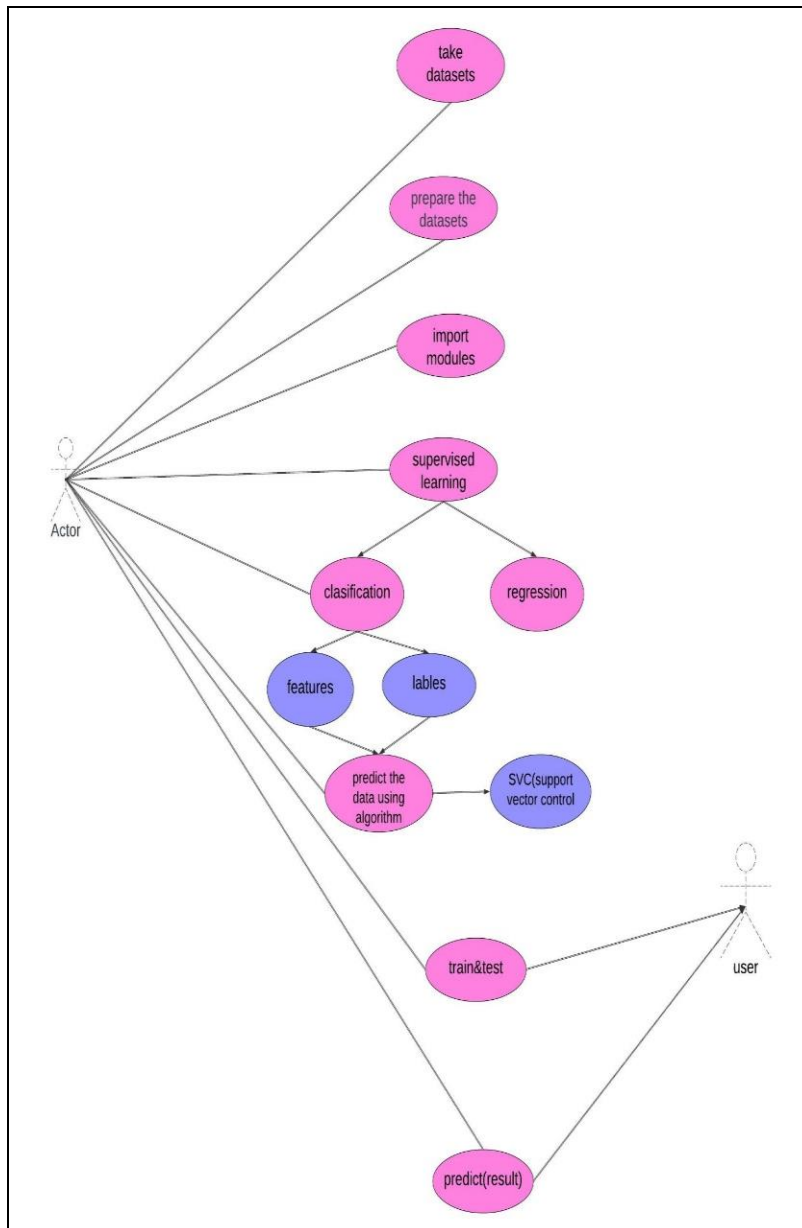 take
datasets
prepare the
datasets
import
modules
supervised
learning
Actor
clasification
regression
features
lables
predict the
data using
algorithm
SVC(support
vector control
train&test
user
predict(result)